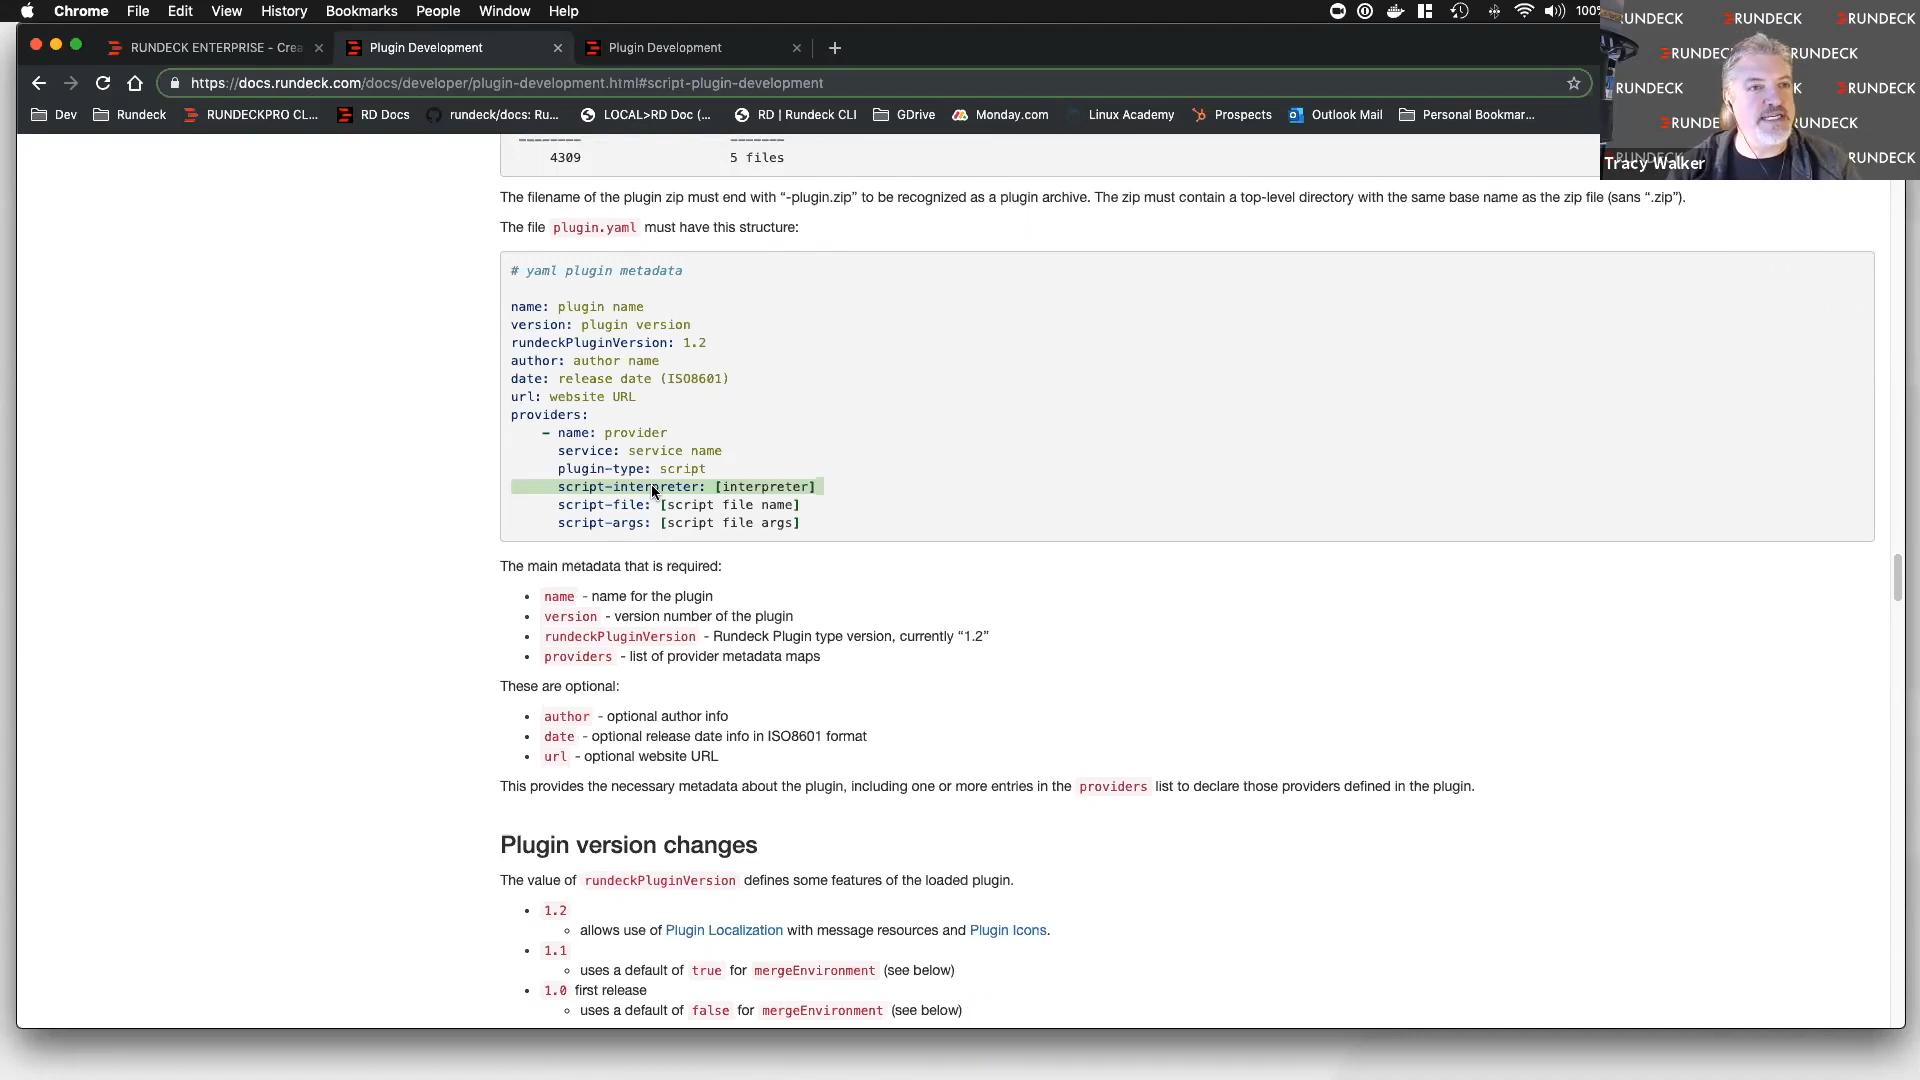 Chrome File Edit View History Bookmarks People Window Help 100%
RUNDECK ENTERPRISE - Crea Plugin Development Plugin Development
https://docs.rundeck.com/docs/developer/plugin-development.html#script-plugin-development
Dev Rundeck RUNDECKPRO CL... RD Docs rundeck/docs: Ru... LOCAL>RD Doc (... RD | Rundeck CLI GDrive Monday.com Linux Academy Prospects Outlook Mail Personal Bookmar...
RUNDECK RUNDECK RUNDECK
RUNDECK RUNDECK
RUNDECK RUNDECK
RUNDECK RUNDECK
RUNDECK RUNDECK
Tracy Walker
-------- -------
4309 5 files
The filename of the plugin zip must end with “-plugin.zip” to be recognized as a plugin archive. The zip must contain a top-level directory with the same base name as the zip file (sans “.zip”).
The file plugin.yaml must have this structure:
# yaml plugin metadata
name: plugin name
version: plugin version
rundeckPluginVersion: 1.2
author: author name
date: release date (ISO8601)
url: website URL
providers:
- name: provider
service: service name
plugin-type: script
script-interpreter: [interpreter]
script-file: [script file name]
script-args: [script file args]
The main metadata that is required:
• name - name for the plugin
• version - version number of the plugin
• rundeckPluginVersion - Rundeck Plugin type version, currently “1.2”
• providers - list of provider metadata maps
These are optional:
• author - optional author info
• date - optional release date info in ISO8601 format
• url - optional website URL
This provides the necessary metadata about the plugin, including one or more entries in the providers list to declare those providers defined in the plugin.
Plugin version changes
The value of rundeckPluginVersion defines some features of the loaded plugin.
• 1.2
◦ allows use of Plugin Localization with message resources and Plugin Icons.
• 1.1
◦ uses a default of true for mergeEnvironment (see below)
• 1.0 first release
◦ uses a default of false for mergeEnvironment (see below)